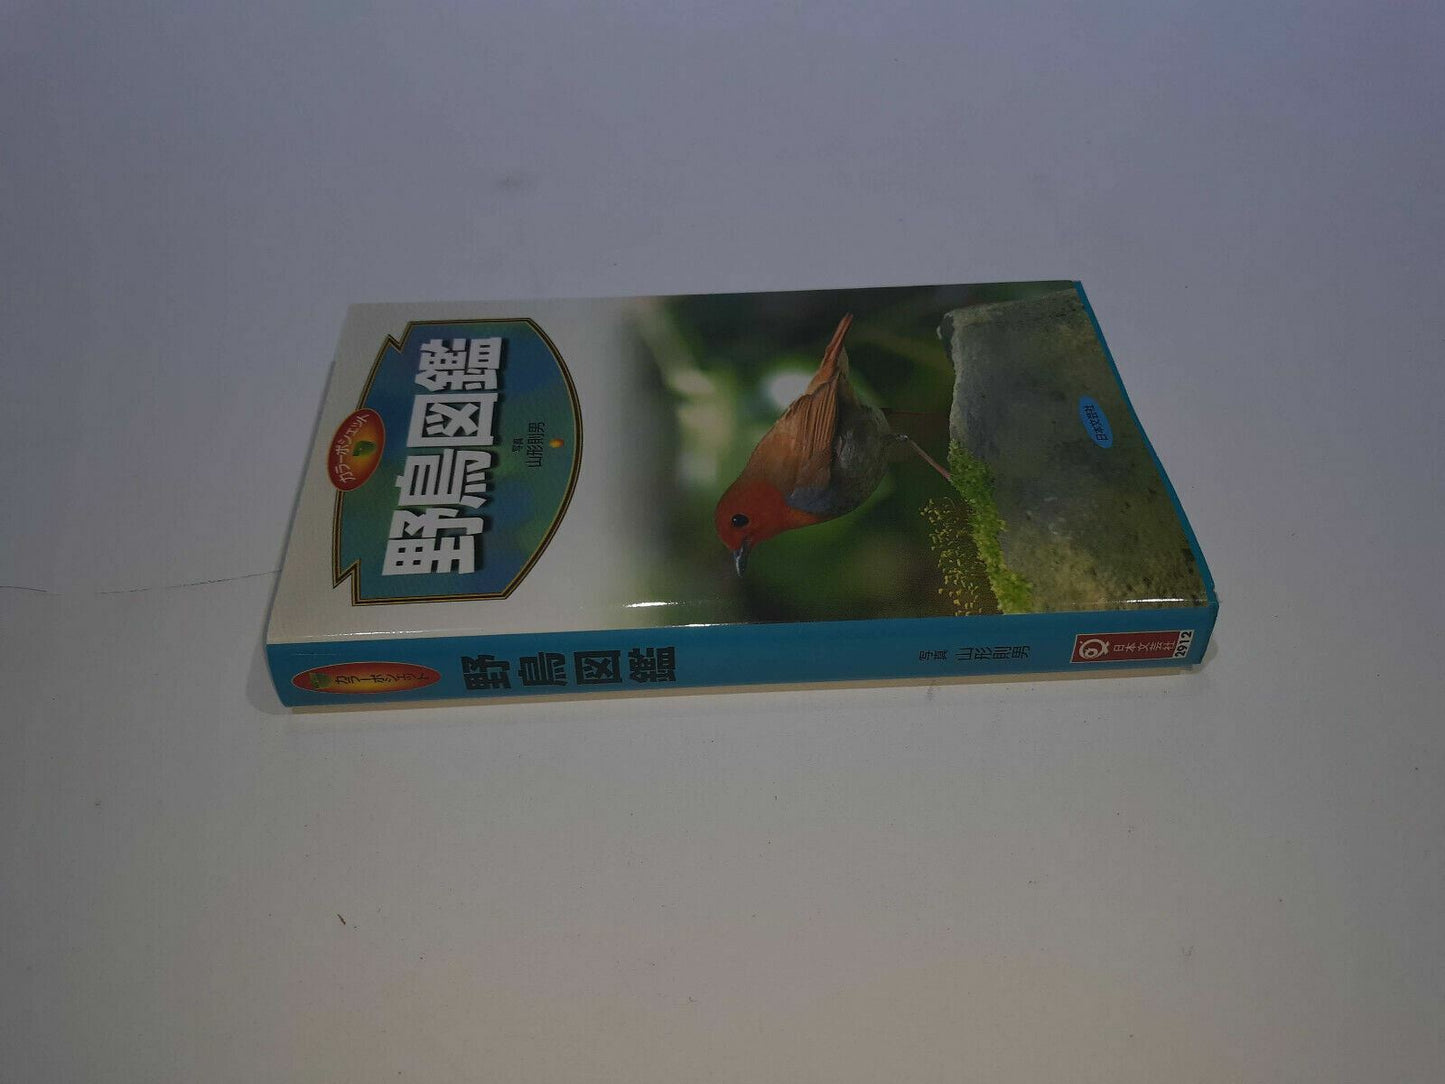 カラーポシェット
野鳥図鑑
写真
山形則男
日本文芸社
カラーポシェット
野鳥図鑑
写真 山形則男
日本文芸社
2912